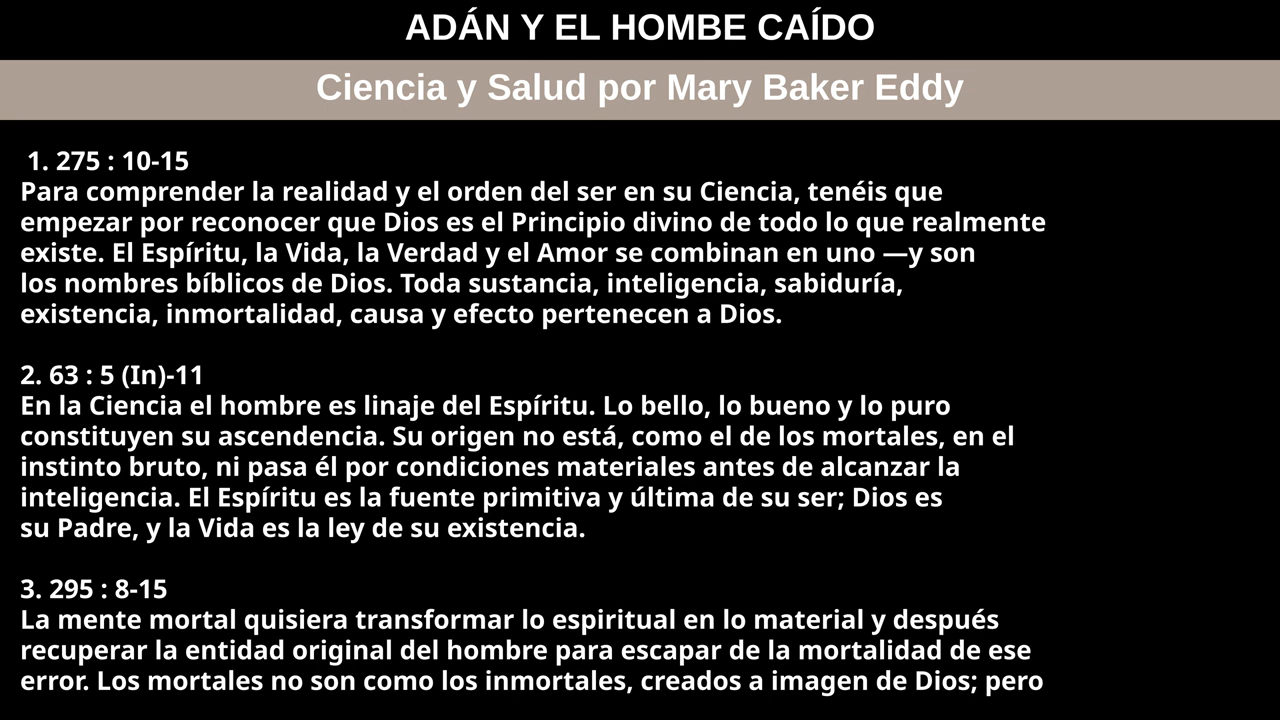 ADÁN Y EL HOMBE CAÍDO
Ciencia y Salud por Mary Baker Eddy
1. 275 : 10-15
Para comprender la realidad y el orden del ser en su Ciencia, tenéis que
empezar por reconocer que Dios es el Principio divino de todo lo que realmente
existe. El Espíritu, la Vida, la Verdad y el Amor se combinan en uno —y son
los nombres bíblicos de Dios. Toda sustancia, inteligencia, sabiduría,
existencia, inmortalidad, causa y efecto pertenecen a Dios.
2. 63 : 5 (In)-11
En la Ciencia el hombre es linaje del Espíritu. Lo bello, lo bueno y lo puro
constituyen su ascendencia. Su origen no está, como el de los mortales, en el
instinto bruto, ni pasa él por condiciones materiales antes de alcanzar la
inteligencia. El Espíritu es la fuente primitiva y última de su ser; Dios es
su Padre, y la Vida es la ley de su existencia.
3. 295 : 8-15
La mente mortal quisiera transformar lo espiritual en lo material y después
recuperar la entidad original del hombre para escapar de la mortalidad de ese
error. Los mortales no son como los inmortales, creados a imagen de Dios; pero